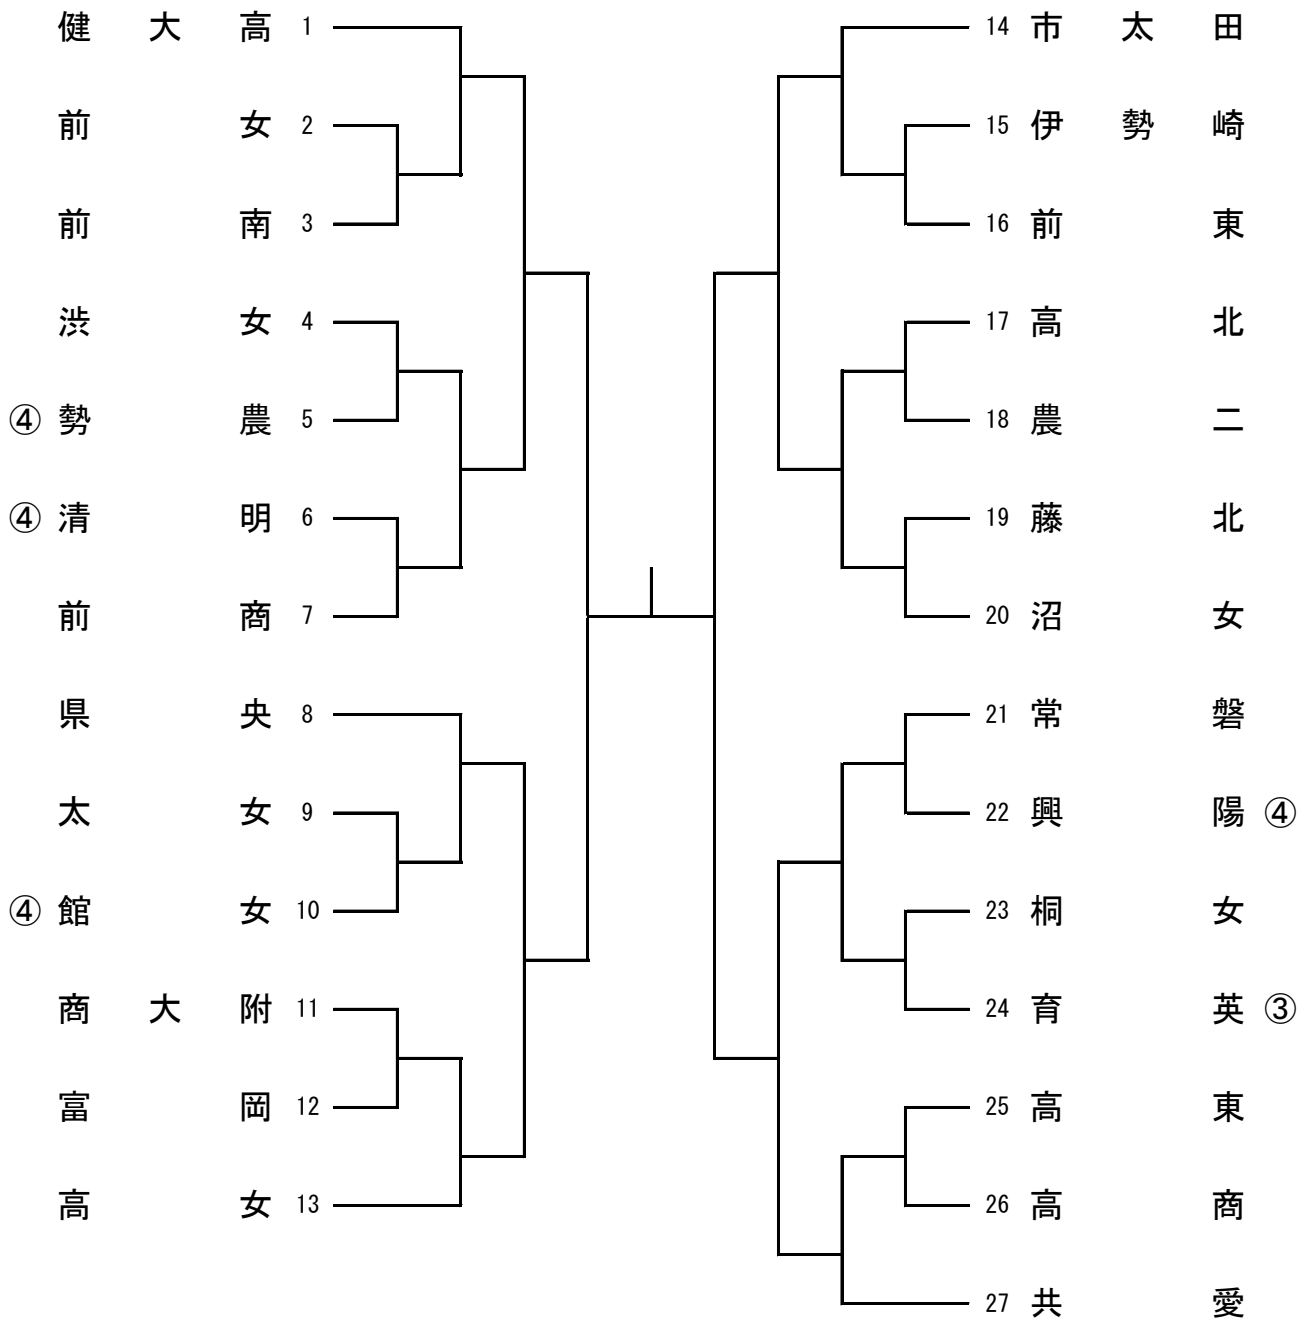 健大高 1
前女 2
前南 3
渋女 4
④ 勢農 5
④ 清明 6
前商 7
県央 8
太女 9
④ 館女 10
商大附 11
富岡 12
高女 13
14 市太田
15 伊勢崎
16 前東
17 高北
18 農二
19 藤北
20 沼女
21 常磐
22 興陽 ④
23 桐女
24 育英 ③
25 高東
26 高商
27 共愛